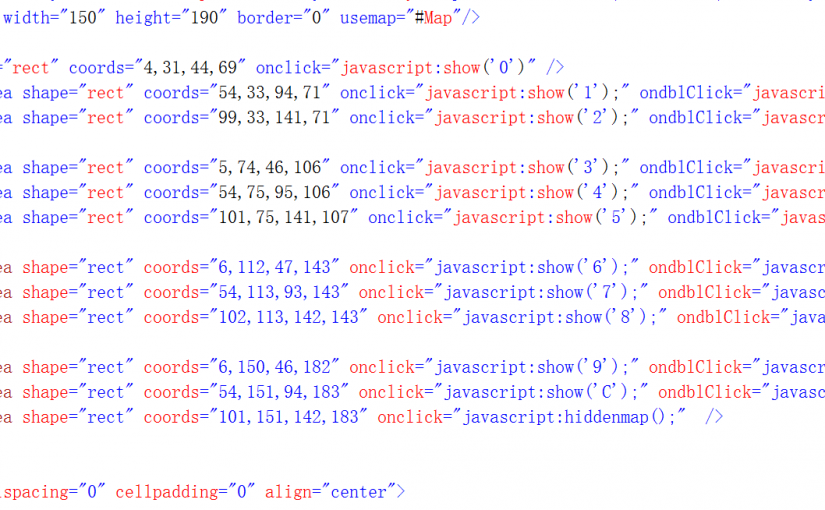 width="150" height="190" border="0" usemap="#Map"/>
="rect" coords="4,31,44,69" onclick="javascript:show('0')" />
ea shape="rect" coords="54,33,94,71" onclick="javascript:show('1');" ondblClick="javascri
ea shape="rect" coords="99,33,141,71" onclick="javascript:show('2');" ondblClick="javascr
ea shape="rect" coords="5,74,46,106" onclick="javascript:show('3');" ondblClick="javascri
ea shape="rect" coords="54,75,95,106" onclick="javascript:show('4');" ondblClick="javascr
ea shape="rect" coords="101,75,141,107" onclick="javascript:show('5');" ondblClick="javas
ea shape="rect" coords="6,112,47,143" onclick="javascript:show('6');" ondblClick="javascr
ea shape="rect" coords="54,113,93,143" onclick="javascript:show('7');" ondblClick="javasc
ea shape="rect" coords="102,113,142,143" onclick="javascript:show('8');" ondblClick="java
ea shape="rect" coords="6,150,46,182" onclick="javascript:show('9');" ondblClick="javascr
ea shape="rect" coords="54,151,94,183" onclick="javascript:show('C');" ondblClick="javasc
ea shape="rect" coords="101,151,142,183" onclick="javascript:hiddenmap();" />
lspacing="0" cellpadding="0" align="center">